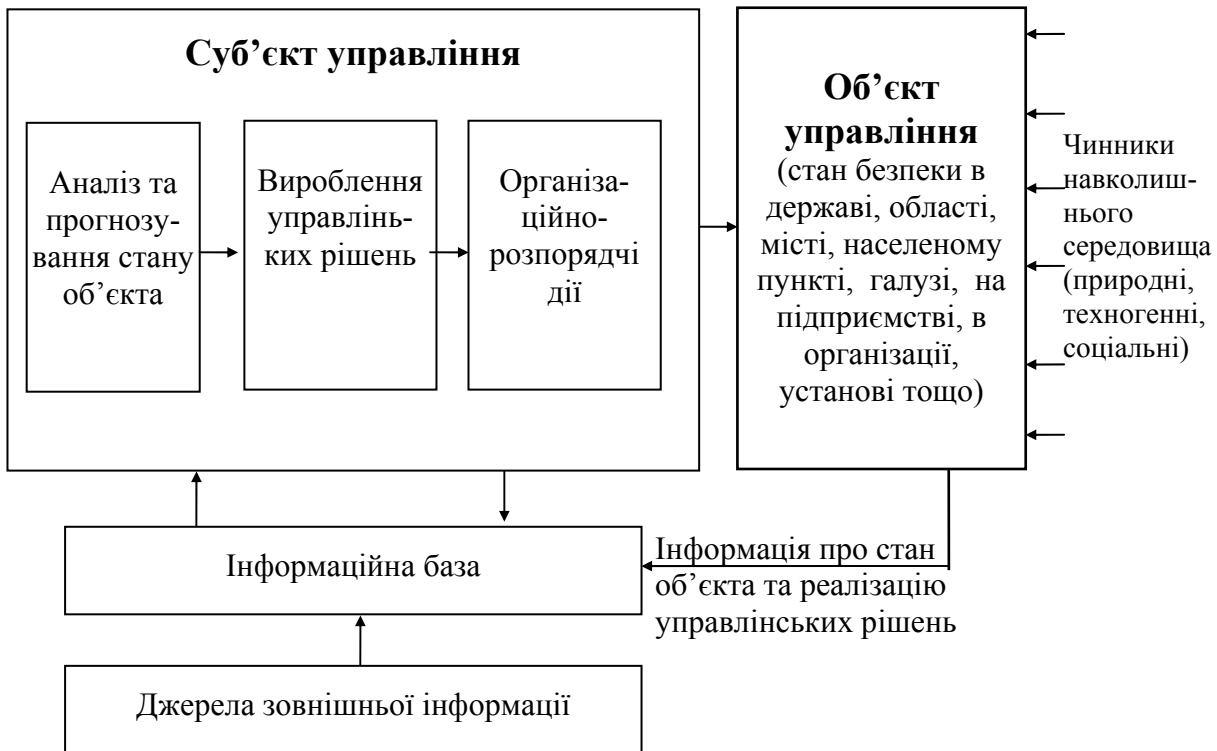 Суб’єкт управління
Аналіз та
прогнозу-
вання стану
об’єкта
Вироблення
управлінь-
ких рішень
Організа-
ційно-
розпорядчі
дії
Об’єкт
управління
(стан безпеки в
державі, області,
місті, населеному
пункті, галузі, на
підприємстві, в
організації,
установі тощо)
Чинники
навколиш-
нього
середовища
(природні,
техногенні,
соціальні)
Інформаційна база
Інформація про стан
об’єкта та реалізацію
управлінських рішень
Джерела зовнішньої інформації